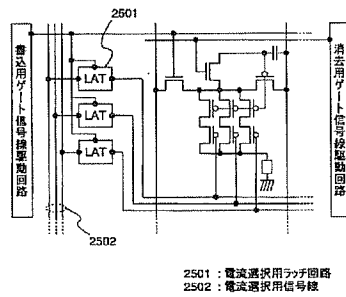 2501
書込用ゲート信号線駆動回路
LAT
LAT
LAT
消去用ゲート信号線駆動回路
2502
2501 : 電流選択用ラッチ回路
2502 : 電流選択用信号線